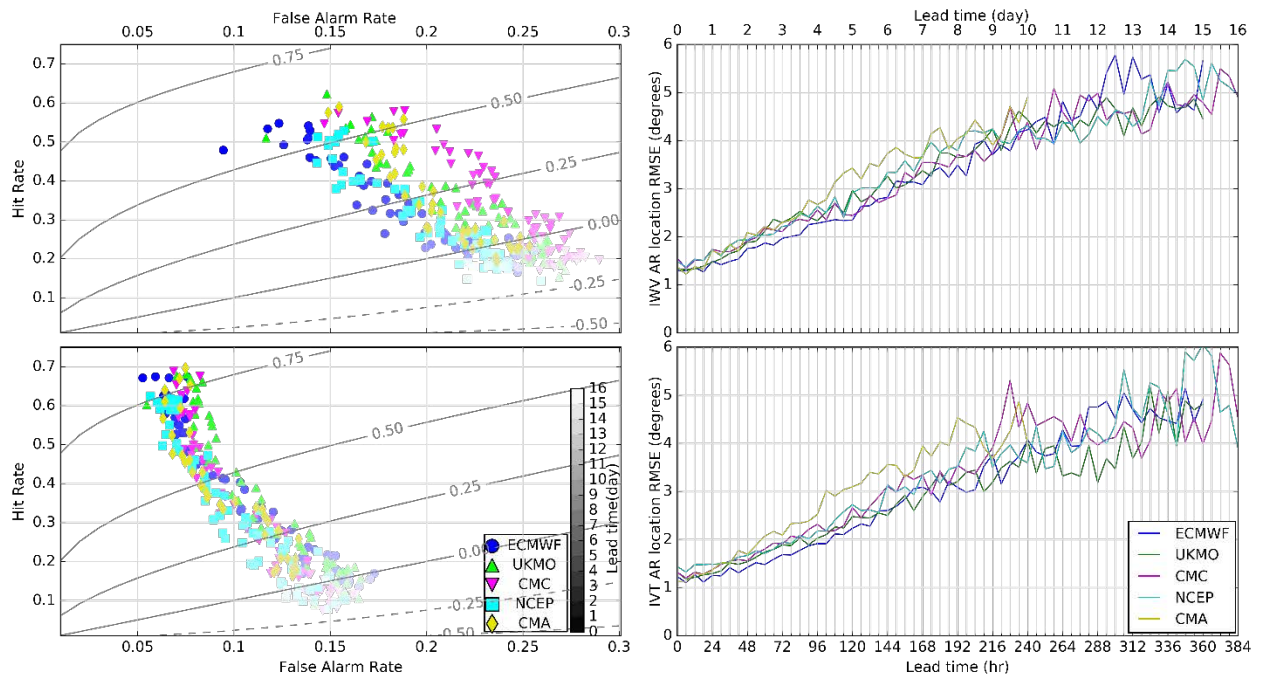 False Alarm Rate
0.05 0.1 0.15 0.2 0.25 0.3
Hit Rate
0.7
0.6
0.5
0.4
0.3
0.2
0.1
0.75
0.50
0.25
0.00
-0.25
-0.50
Lead time (day)
0 1 2 3 4 5 6 7 8 9 10 11 12 13 14 15 16
IWV AR location RMSE (degrees)
6
5
4
3
2
1
0
Hit Rate
0.7
0.6
0.5
0.4
0.3
0.2
0.1
0.75
0.50
0.25
0.00
-0.25
-0.50
ECMWF
UKMO
CMC
NCEP
CMA
16
15
14
13
12
11
10
9
8
7
6
5
4
3
2
1
0
Lead time(day)
0.05 0.1 0.15 0.2 0.25 0.3
False Alarm Rate
IVT AR location RMSE (degrees)
6
5
4
3
2
1
0
ECMWF
UKMO
CMC
NCEP
CMA
0 24 48 72 96 120 144 168 192 216 240 264 288 312 336 360 384
Lead time (hr)